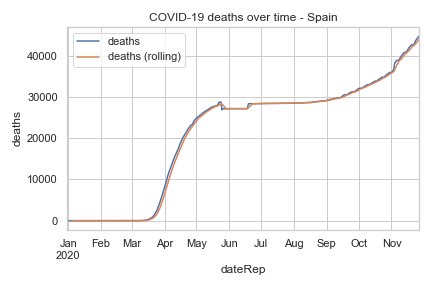 COVID-19 deaths over time - Spain
deaths
deaths (rolling)
40000
30000
20000
10000
0
deaths
Jan Feb Mar Apr May Jun Jul Aug Sep Oct Nov
2020
dateRep